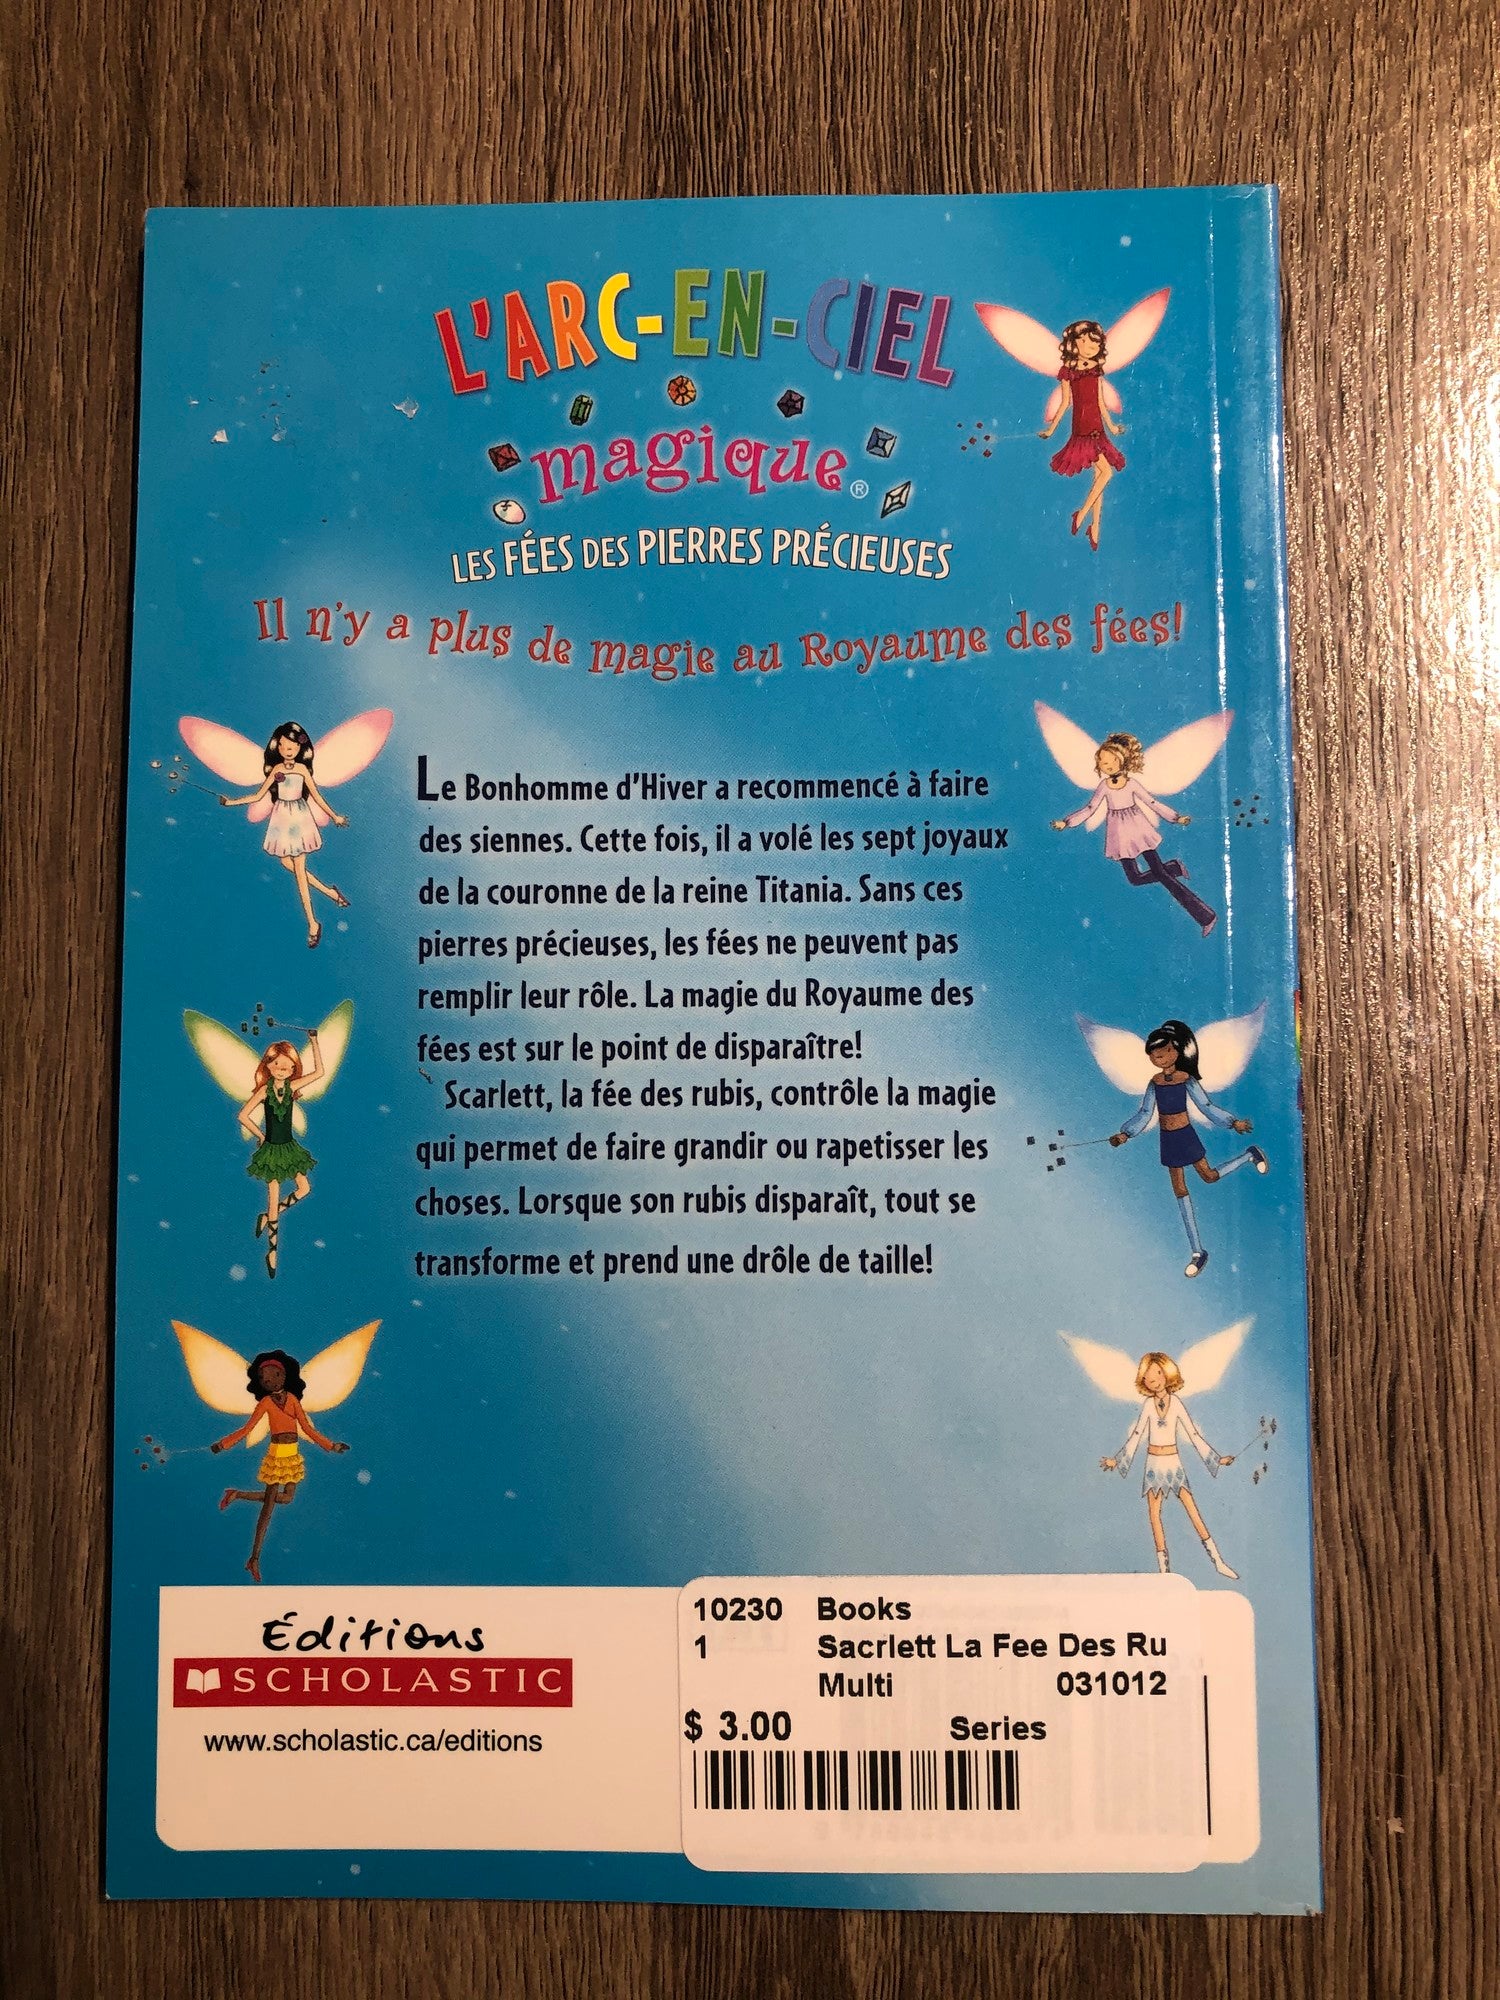 L'ARC-EN-CIEL
magique®
LES FÉES DES PIERRES PRÉCIEUSES
Il n'y a plus de magie au Royaume des fées!
Le Bonhomme d'Hiver a recommencé à faire
des siennes. Cette fois, il a volé les sept joyaux
de la couronne de la reine Titania. Sans ces
pierres précieuses, les fées ne peuvent pas
remplir leur rôle. La magie du Royaume des
fées est sur le point de disparaître!
Scarlett, la fée des rubis, contrôle la magie
qui permet de faire grandir ou rapetisser les
choses. Lorsque son rubis disparaît, tout se
transforme et prend une drôle de taille!
Éditions
SCHOLASTIC
www.scholastic.ca/editions
10230 Books
1 Sacrlett La Fee Des Ru
Multi 031012
$ 3.00 Series